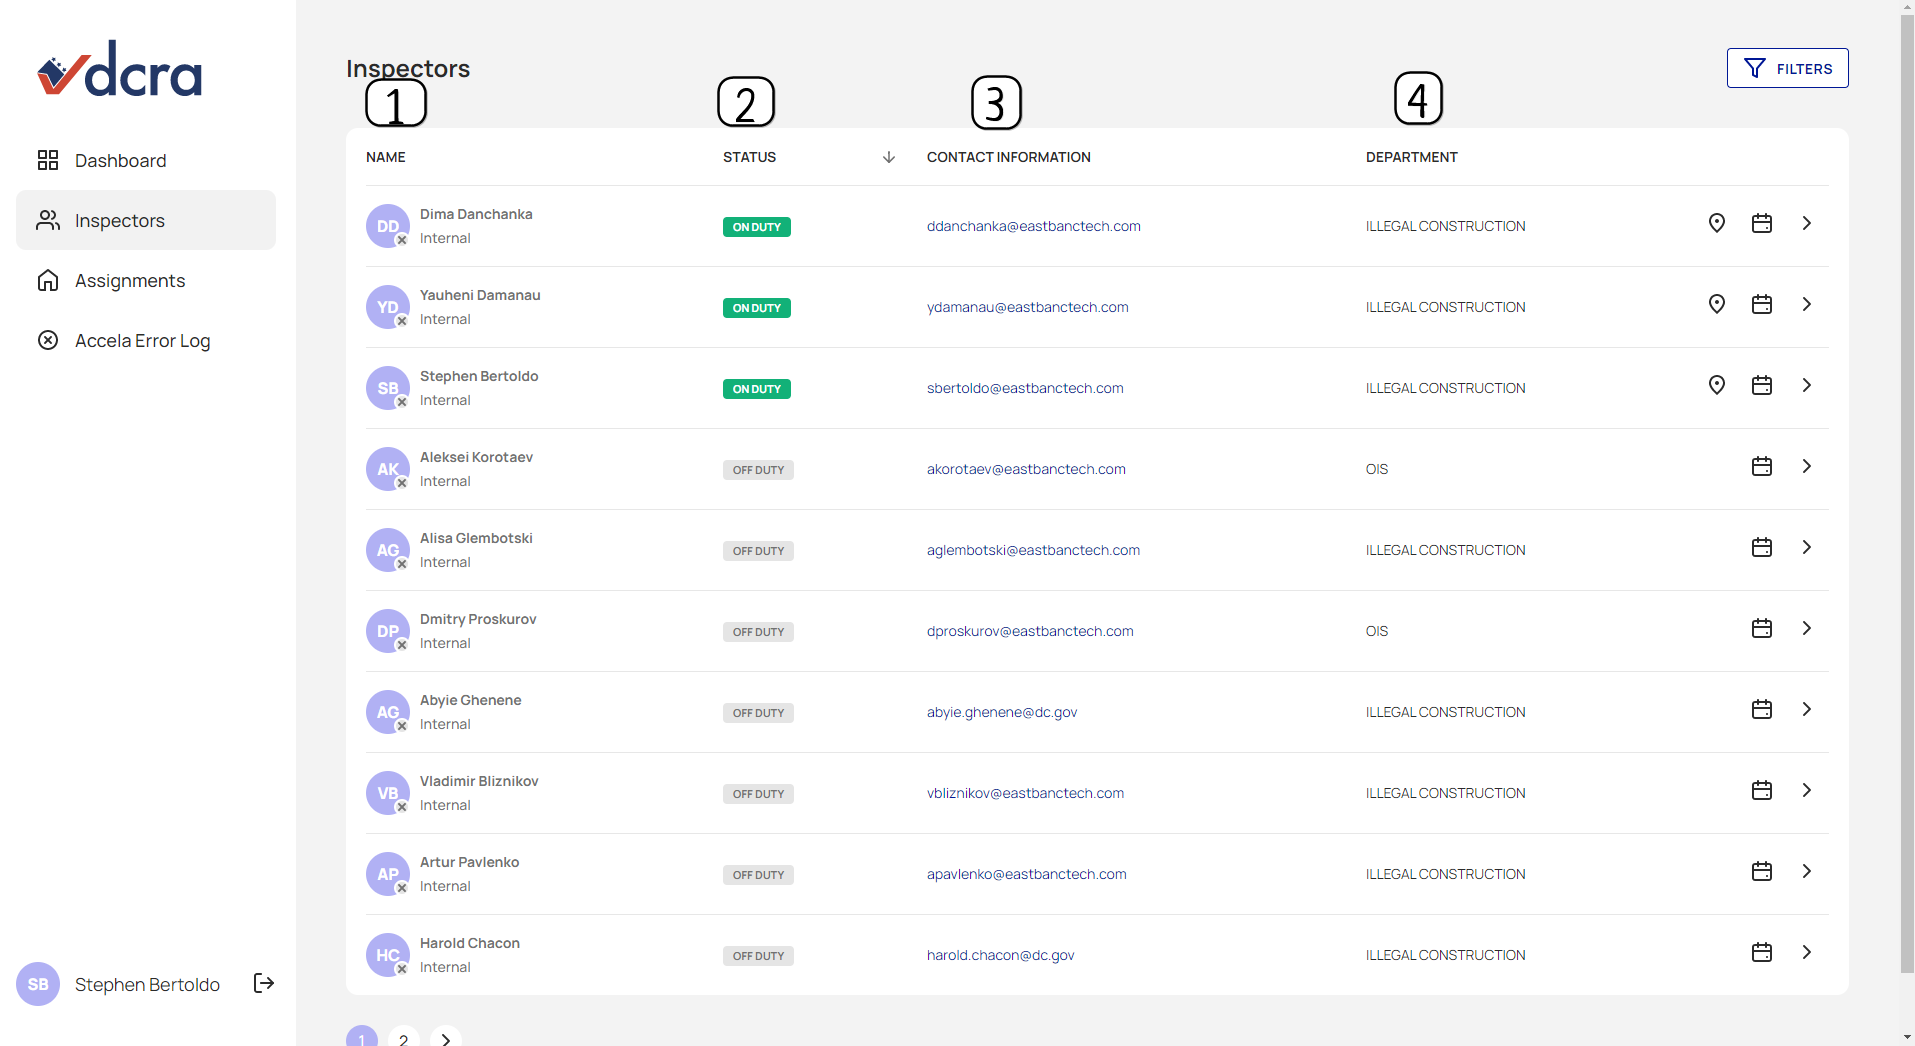 dcra
Dashboard
Inspectors
Assignments
Accela Error Log
SB Stephen Bertoldo
Inspectors
FILTERS
1 2 3 4
NAME STATUS CONTACT INFORMATION DEPARTMENT
DD Dima Danchanka
Internal
ON DUTY ddanchanka@eastbanctech.com ILLEGAL CONSTRUCTION
YD Yauheni Damanau
Internal
ON DUTY ydamanau@eastbanctech.com ILLEGAL CONSTRUCTION
SB Stephen Bertoldo
Internal
ON DUTY sbertoldo@eastbanctech.com ILLEGAL CONSTRUCTION
AK Aleksei Korotaev
Internal
OFF DUTY akorotaev@eastbanctech.com OIS
AG Alisa Glembotski
Internal
OFF DUTY aglembotski@eastbanctech.com ILLEGAL CONSTRUCTION
DP Dmitry Proskurov
Internal
OFF DUTY dproskurov@eastbanctech.com OIS
AG Abyie Ghenene
Internal
OFF DUTY abyie.ghenene@dc.gov ILLEGAL CONSTRUCTION
VB Vladimir Bliznikov
Internal
OFF DUTY vbliznikov@eastbanctech.com ILLEGAL CONSTRUCTION
AP Artur Pavlenko
Internal
OFF DUTY apavlenko@eastbanctech.com ILLEGAL CONSTRUCTION
HC Harold Chacon
Internal
OFF DUTY harold.chacon@dc.gov ILLEGAL CONSTRUCTION
1 2